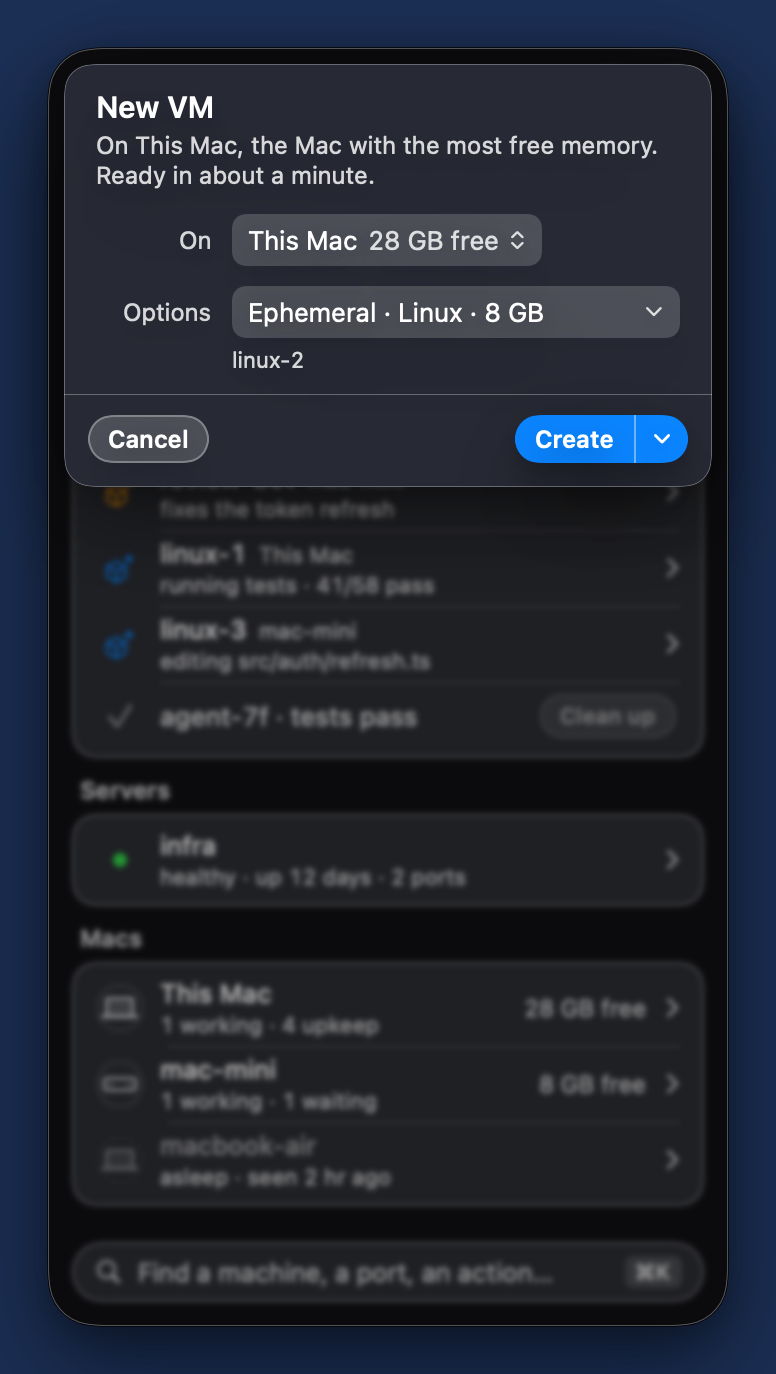 New VM
On This Mac, the Mac with the most free memory.
Ready in about a minute.
On This Mac 28 GB free
Options Ephemeral · Linux · 8 GB
linux-2
Cancel Create
fixes the token refresh
linux-1 This Mac
running tests · 41/58 pass
linux-3 mac-mini
editing src/auth/refresh.ts
agent-7f · tests pass Clean up
Servers
infra
healthy · up 12 days · 2 ports
Macs
This Mac 28 GB free
1 working · 4 upkeep
mac-mini 8 GB free
1 working · 1 waiting
macbook-air
asleep · seen 2 hr ago
Find a machine, a port, an action... ⌘K